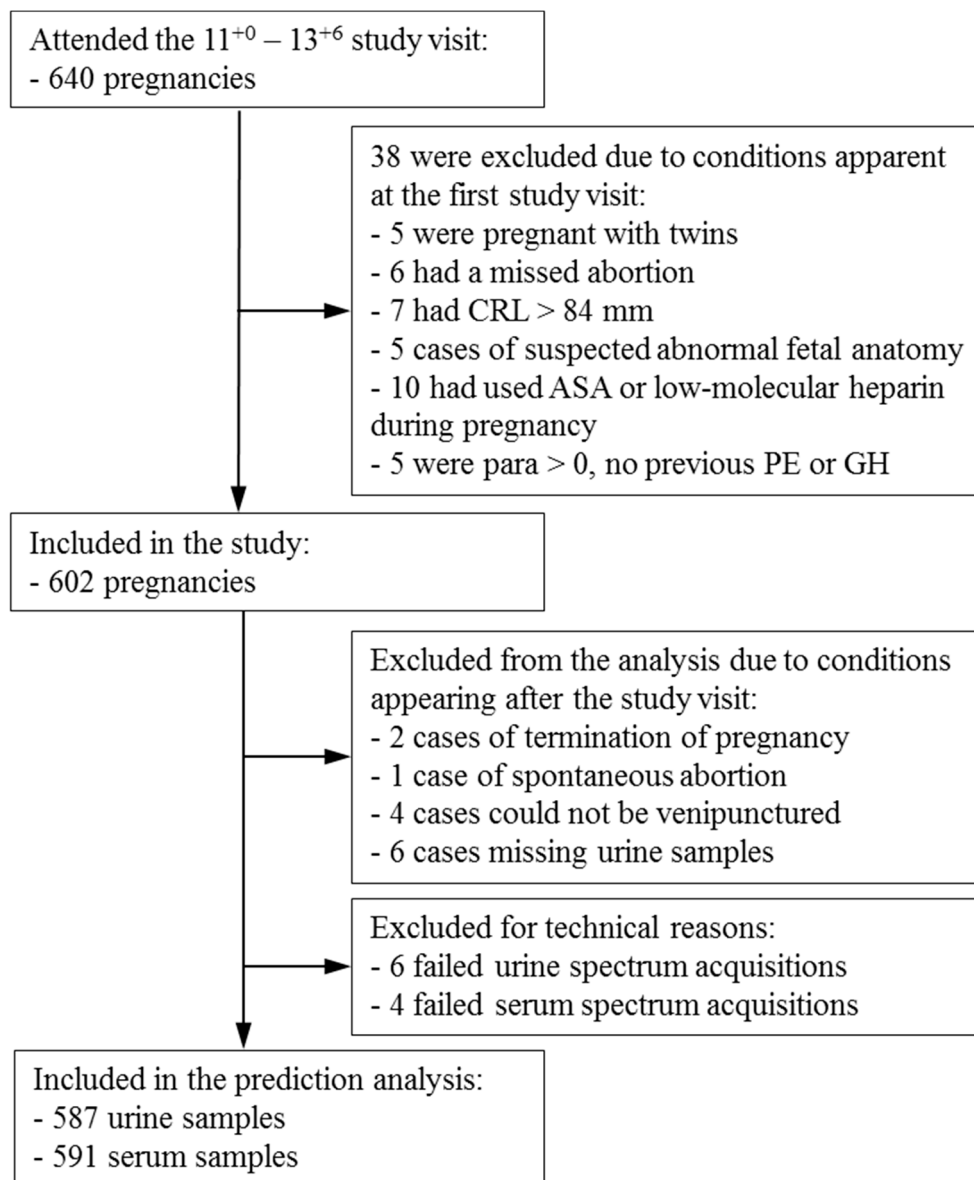 Attended the 11+0 – 13+6 study visit:
- 640 pregnancies
38 were excluded due to conditions apparent
at the first study visit:
- 5 were pregnant with twins
- 6 had a missed abortion
- 7 had CRL > 84 mm
- 5 cases of suspected abnormal fetal anatomy
- 10 had used ASA or low-molecular heparin
during pregnancy
- 5 were para > 0, no previous PE or GH
Included in the study:
- 602 pregnancies
Excluded from the analysis due to conditions
appearing after the study visit:
- 2 cases of termination of pregnancy
- 1 case of spontaneous abortion
- 4 cases could not be venipunctured
- 6 cases missing urine samples
Excluded for technical reasons:
- 6 failed urine spectrum acquisitions
- 4 failed serum spectrum acquisitions
Included in the prediction analysis:
- 587 urine samples
- 591 serum samples